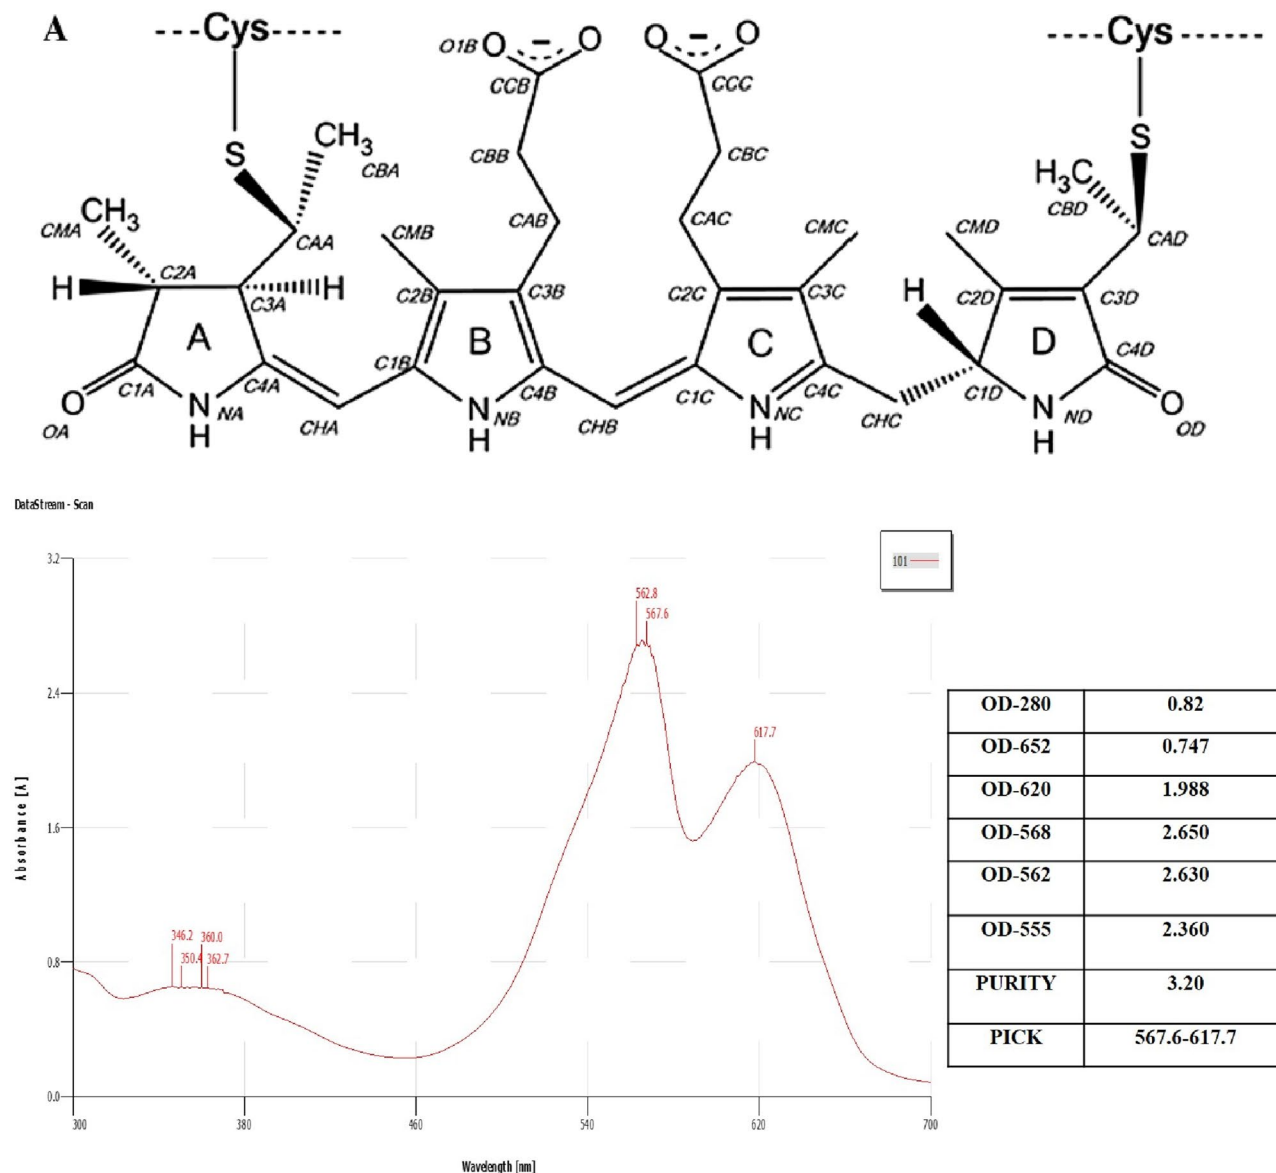 A
----Cys-----
----Cys------
O1B O - O
O - O
CCB
CCC
CH3
CBA
S
CBB
CBC
S
H3C
CBD
CH3
CMA
CAA
CMB
CAB
CAC
CMC
CMD
CAD
H
C2A
C3A
H
C2B
C3B
C2C
C3C
H
C2D
C3D
A
B
C
D
O
OA
C1A
N
H
NA
C4A
CHA
C1B
N
H
NB
C4B
CHB
C1C
N
H
NC
C4C
CHC
C1D
N
H
ND
C4D
O
OD
DataStream - Scan
101
3.2
2.4
1.6
0.8
0.0
Absorbance [A]
562.8
567.6
617.7
346.2
360.0
350.4
362.7
300
380
460
540
620
700
Wavelength [nm]
OD-280 0.82
OD-652 0.747
OD-620 1.988
OD-568 2.650
OD-562 2.630
OD-555 2.360
PURITY 3.20
PICK 567.6-617.7